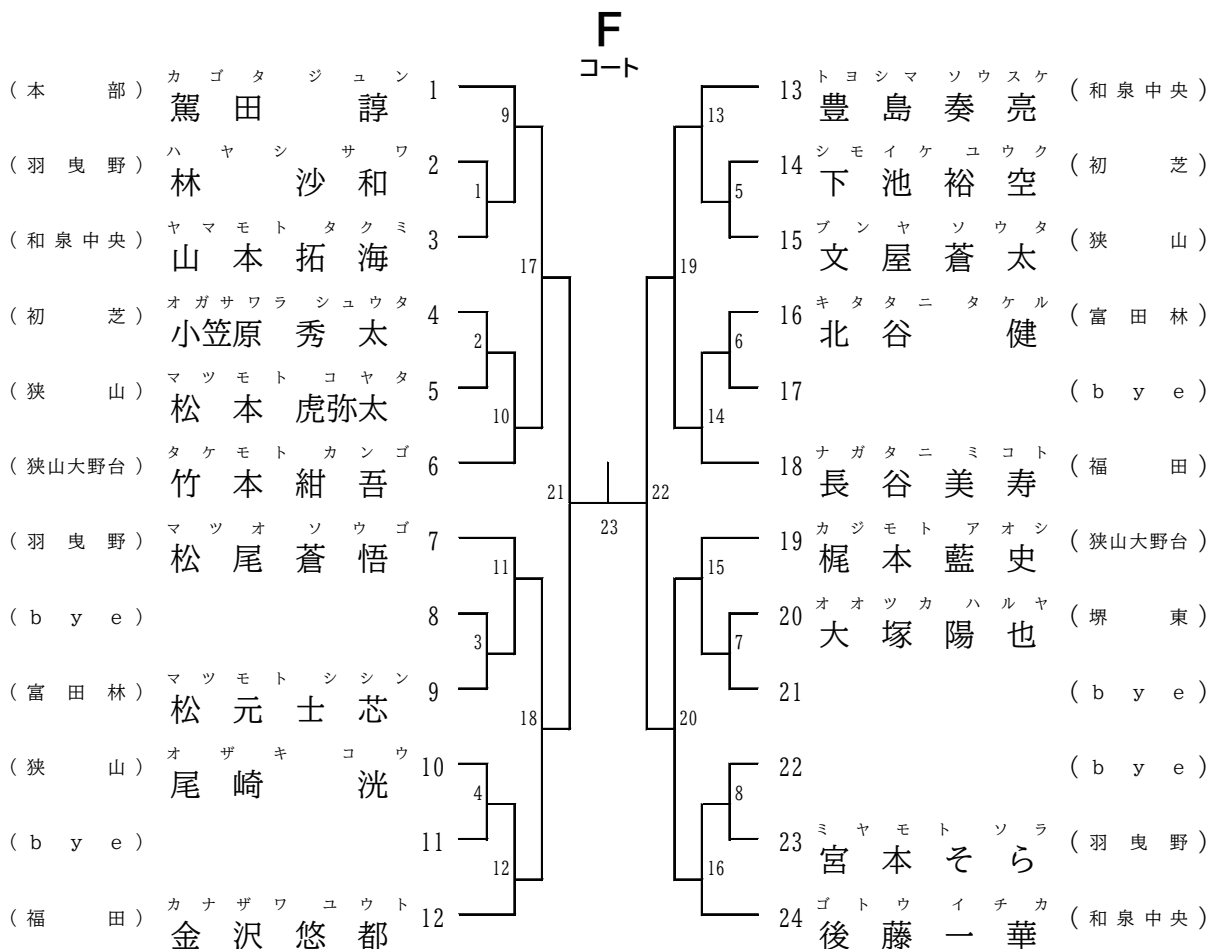 F
コート
(本部) カゴタ ジュン 駕田 諄 1
(羽曳野) ハヤシ サワ 林 沙和 2
(和泉中央) ヤマモト タクミ 山本拓海 3
(初芝) オガサワラ シュウタ 小笠原 秀太 4
(狭山) マツモト コヤタ 松本 虎弥太 5
(狭山大野台) タケモト カンゴ 竹本紺吾 6
(羽曳野) マツオ ソウゴ 松尾蒼悟 7
(bye) 8
(富田林) マツモト シシン 松元士芯 9
(狭山) オザキ コウ 尾崎 洸 10
(bye) 11
(福田) カナザワ ユウト 金沢悠都 12
9
1
17
2
10
21
11
3
18
4
12
23
13
5
19
6
14
22
15
7
20
8
16
13 トヨシマ ソウスケ 豊島奏亮 (和泉中央)
14 シモイケ ユウク 下池裕空 (初芝)
15 ブンヤ ソウタ 文屋蒼太 (狭山)
16 キタタニ タケル 北谷 健 (富田林)
17 (bye)
18 ナガタニ ミコト 長谷美寿 (福田)
19 カジモト アオシ 梶本藍史 (狭山大野台)
20 オオツカ ハルヤ 大塚陽也 (堺東)
21 (bye)
22 (bye)
23 ミヤモト ソラ 宮本そら (羽曳野)
24 ゴトウ イチカ 後藤一華 (和泉中央)